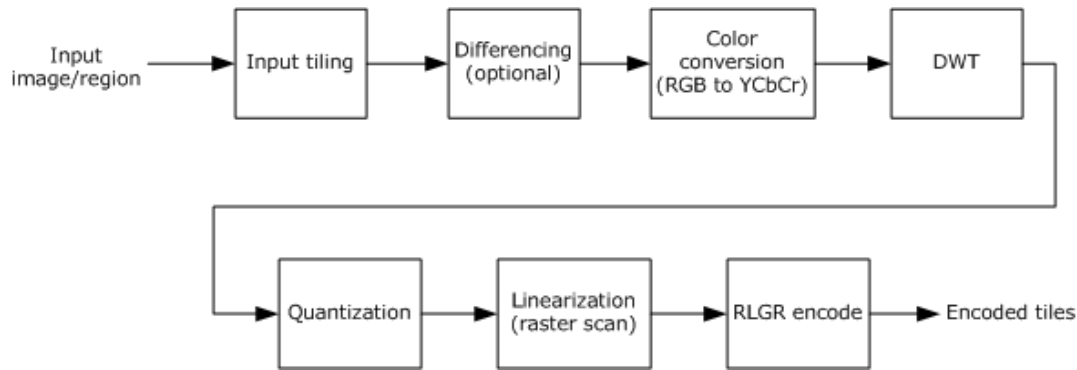 Input
image/region
Input tiling
Differencing
(optional)
Color
conversion
(RGB to YCbCr)
DWT
Quantization
Linearization
(raster scan)
RLGR encode
Encoded tiles